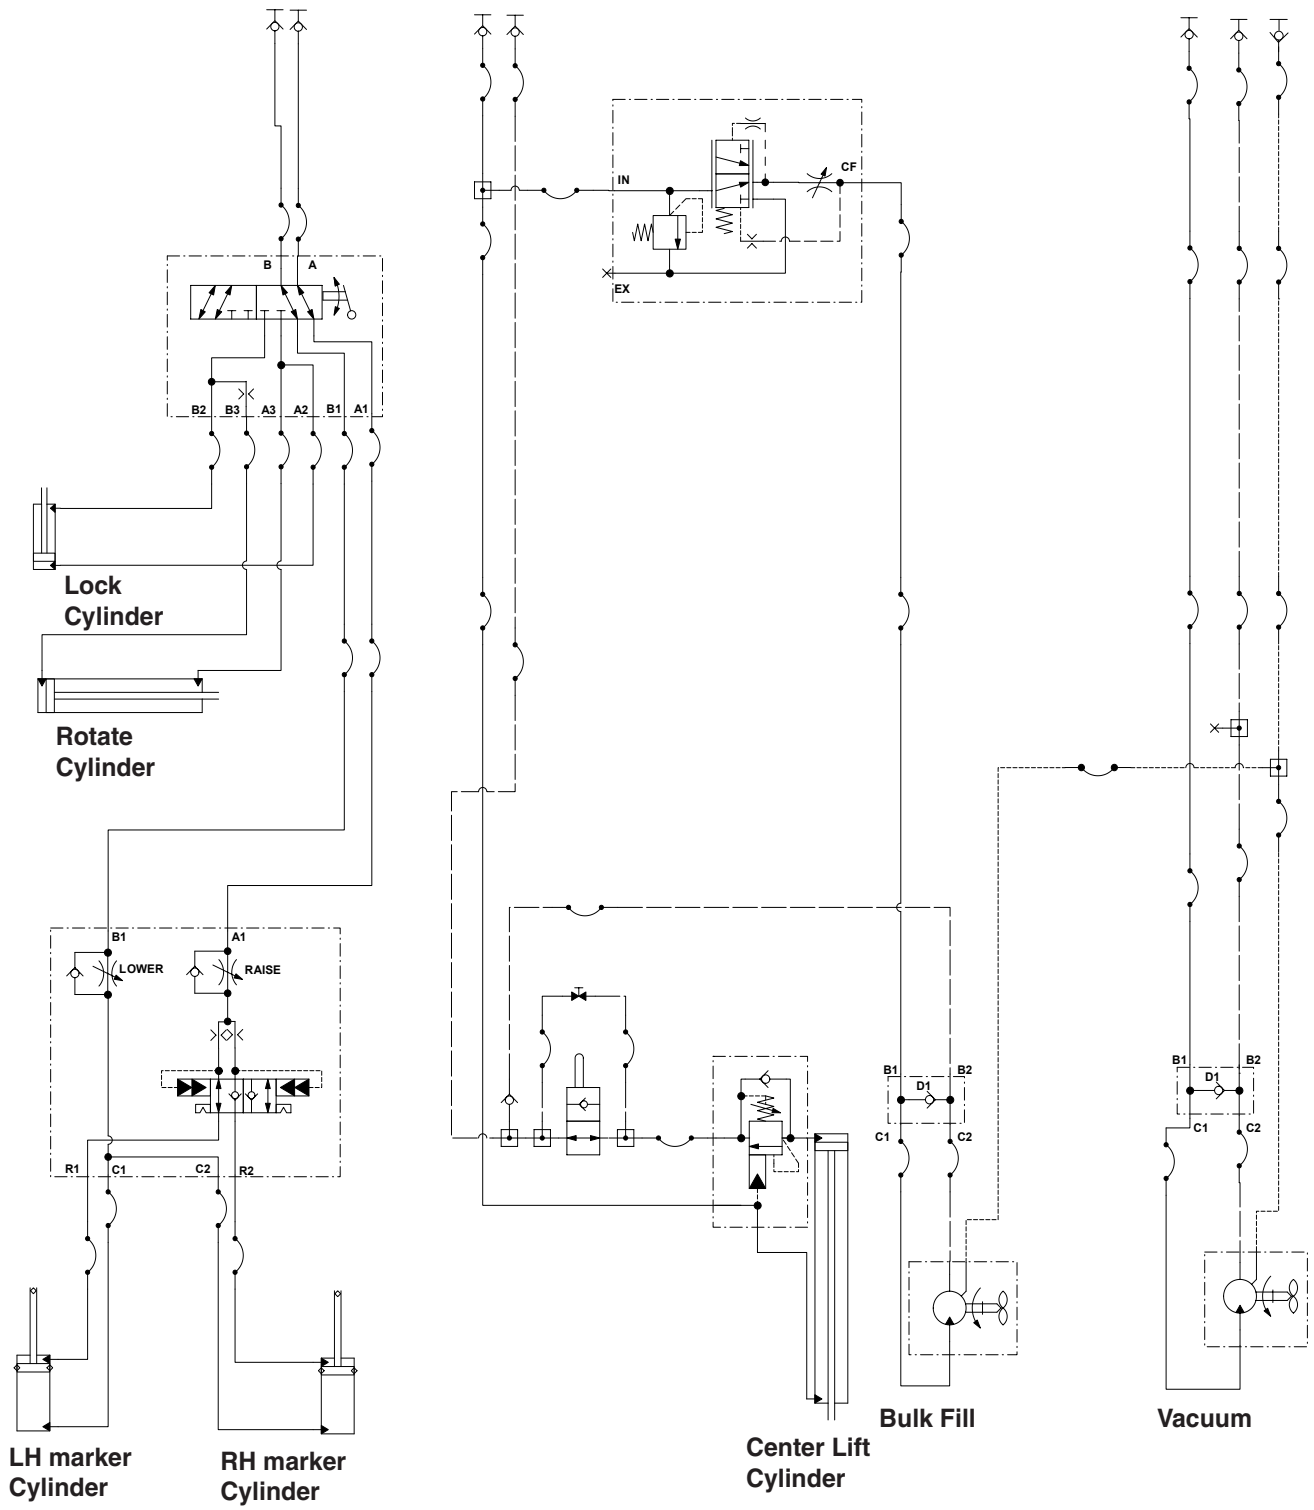 IN
CF
EX
B
A
B2
B3
A3
A2
B1
A1
Lock
Cylinder
Rotate
Cylinder
B1
A1
LOWER
RAISE
R1
C1
C2
R2
B1
B2
D1
C1
C2
B1
B2
D1
C1
C2
LH marker
Cylinder
RH marker
Cylinder
Center Lift
Cylinder
Bulk Fill
Vacuum